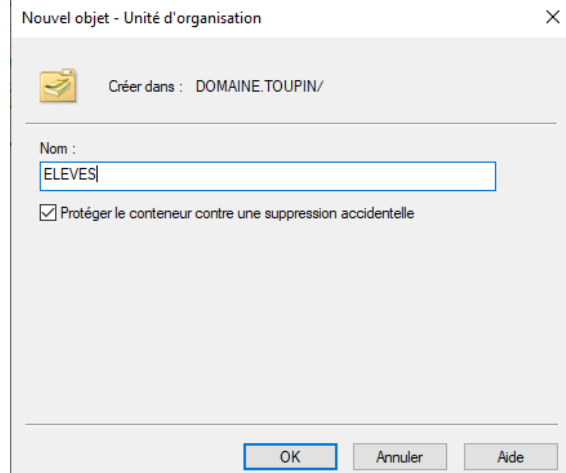 Nouvel objet - Unité d'organisation
Créer dans : DOMAINE.TOUPIN/
Nom :
ELEVES
Protéger le conteneur contre une suppression accidentelle
OK Annuler Aide